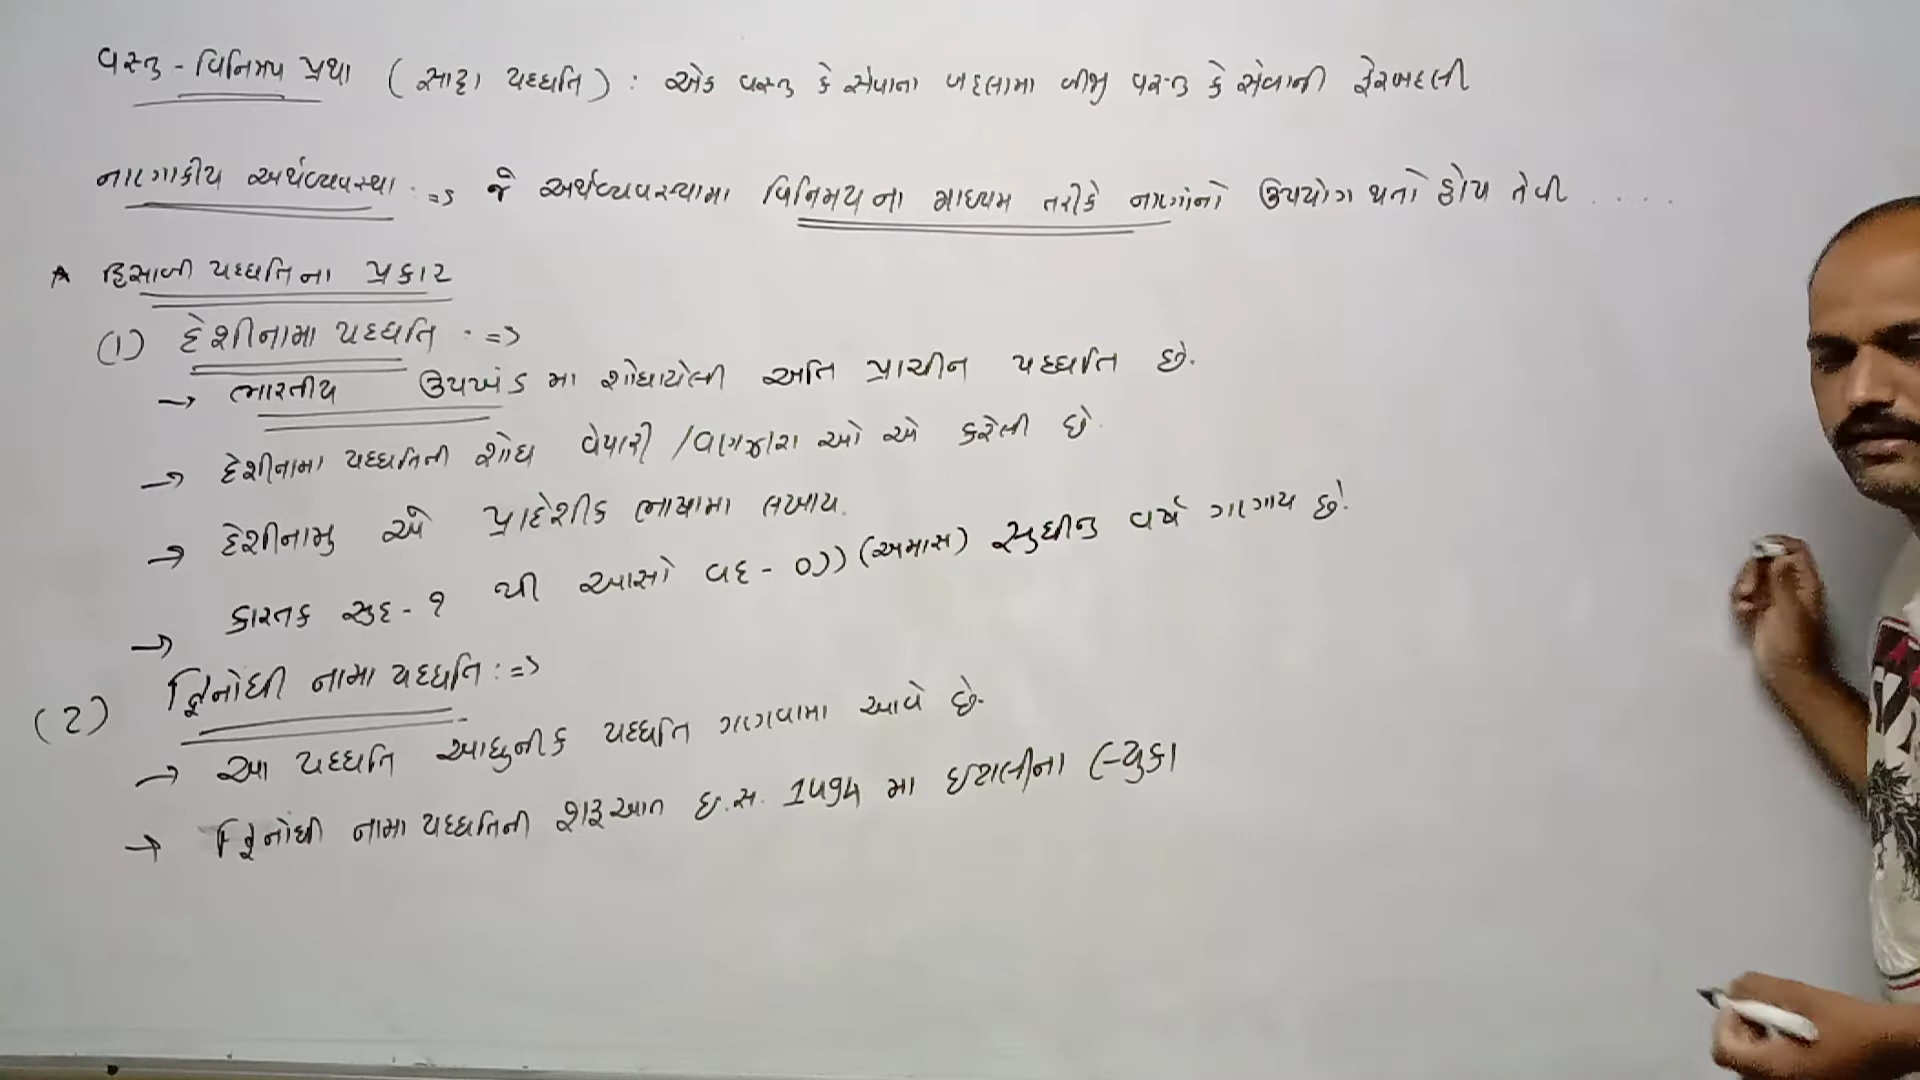 વસ્તુ - વિનિમય પ્રથા ( સાટા પધ્ધતિ ) : એક વસ્તુ કે સેવાના બદલામા બીજી વસ્તુ કે સેવાની ફેરબદલી
નાણાકીય અર્થવ્યવસ્થા :=> જે અર્થવ્યવસ્થામા વિનિમયના માધ્યમ તરીકે નાણાંનો ઉપયોગ થતો હોય તેવી . . . .
* હિસાબી પધ્ધતિના પ્રકાર
(1) દેશીનામા પધ્ધતિ :=>
→ ભારતીય ઉપખંડ મા શોધાયેલી અતિ પ્રાચીન પધ્ધતિ છે.
→ દેશીનામા પધ્ધતિની શોધ વેપારી / વણજારા ઓ એ કરેલી છે.
→ દેશીનામુ એ પ્રાદેશીક ભાષામા લખાય.
→ કારતક સુદ - ૧ થી આસો વદ - ૦)) (અમાસ) સુધીનુ વર્ષ ગણાય છે.
(2) દ્વિનોંધી નામા પધ્ધતિ :=>
→ આ પધ્ધતિ આધુનીક પધ્ધતિ ગણવામા આવે છે.
→ દ્વિનોંધી નામા પધ્ધતિની શરૂઆત ઇ.સ. 1494 મા ઇટાલીના લ્યુકા